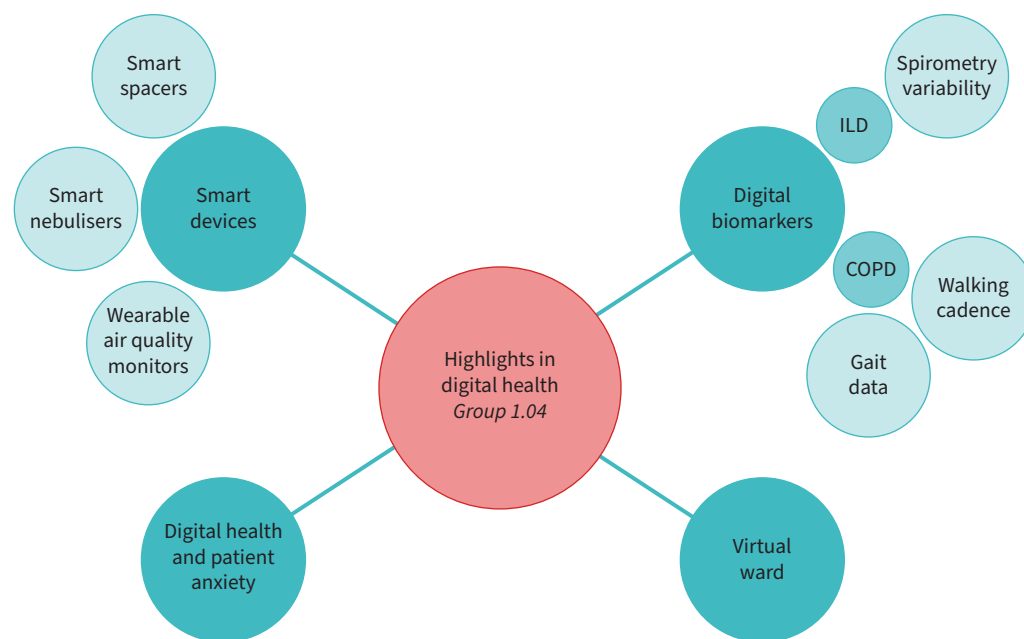 Smart
spacers
Smart
nebulisers
Smart
devices
Wearable
air quality
monitors
Spirometry
variability
ILD
Digital
biomarkers
COPD
Walking
cadence
Gait
data
Highlights in
digital health
Group 1.04
Digital health
and patient
anxiety
Virtual
ward